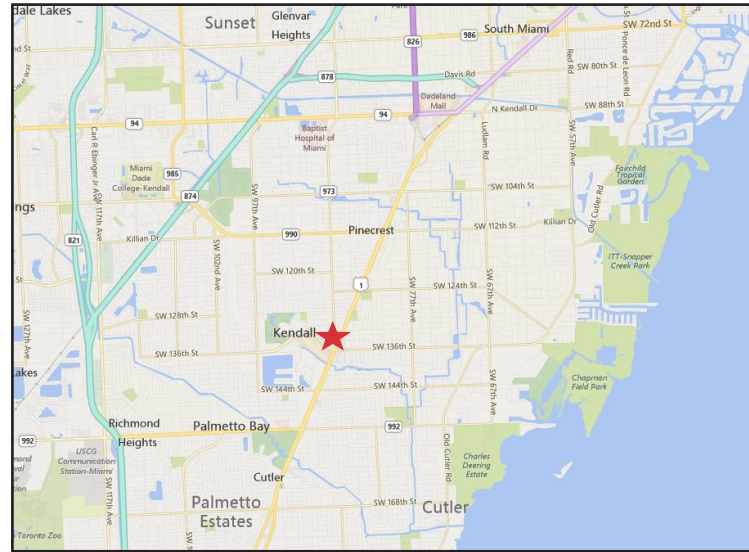 dale Lakes
Sunset
Glenvar
Heights
826
Park
986
South Miami
SW 72nd St
nd St
878
Davis Rd
Red Rd
SW 80th St
Ponce de Leon Rd
Dadeland
Mall
94
94
N Kendall Dr
SW 88th St
Carl R Ebinger Jr Ave
SW 117th Ave
Baptist
Hospital of
Miami
Ludlam Rd
SW 57th Ave
Miami
Dade
College-Kendall
985
874
SW 97th Ave
973
SW 104th St
Fairchild
Tropical
Garden
Old Cutler Rd
ngs
821
Killian Dr
990
Pinecrest
SW 112th St
Killian Dr
SW 102nd Ave
SW 120th St
1
SW 77th Ave
SW 124th St
SW 67th Ave
ITT-Snapper
Creek Park
SW 127th Ave
SW 128th St
Kendall
SW 136th St
SW 136th St
akes
SW 144th St
SW 144th St
SW 67th Ave
Chapman
Field Park
Richmond
Heights
Palmetto Bay
992
992
USCG
Communication
Station-Miami
mond
Old Cutler Rd
Charles
Deering
Estate
Cutler
SW 117th Ave
Palmetto
Estates
SW 168th St
Cutler
Toronto Zoo